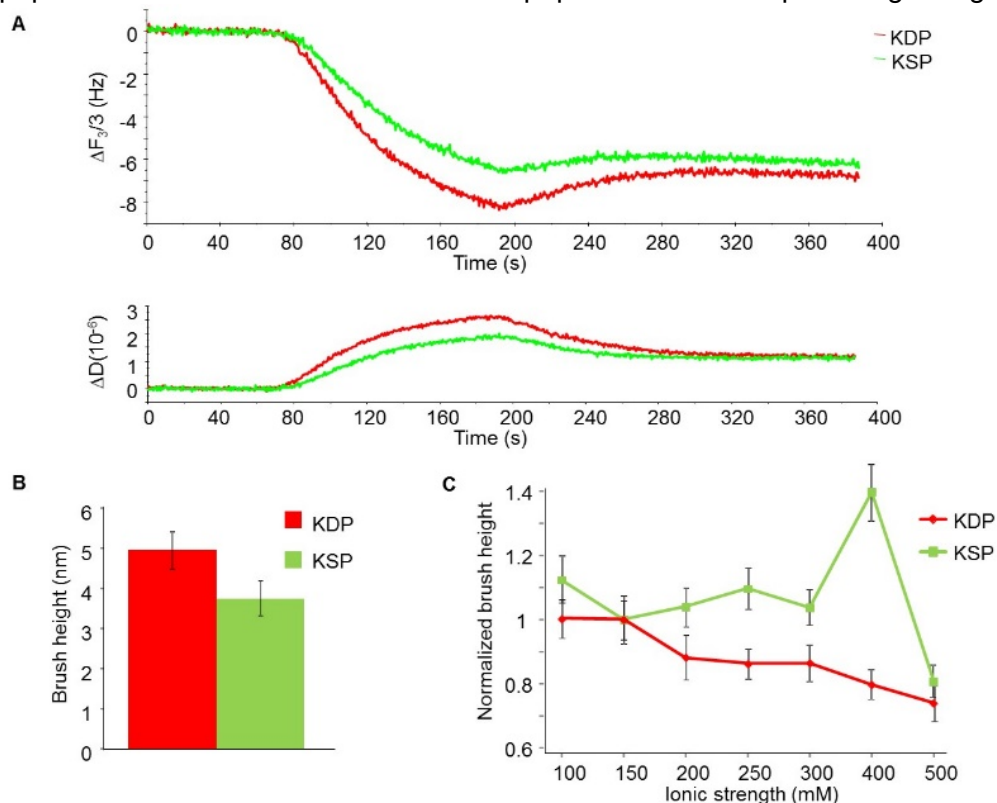 A
KDP
KSP
ΔF3/3 (Hz)
0
-2
-4
-6
-8
0 40 80 120 160 200 240 280 320 360 400
Time (s)
ΔD(10-6)
3
2
1
0
0 40 80 120 160 200 240 280 320 360 400
Time (s)
B
KDP
KSP
Brush height (nm)
6
5
4
3
2
1
0
C
KDP
KSP
Normalized brush height
1.4
1.2
1
0.8
0.6
100 150 200 250 300 400 500
Ionic strength (mM)